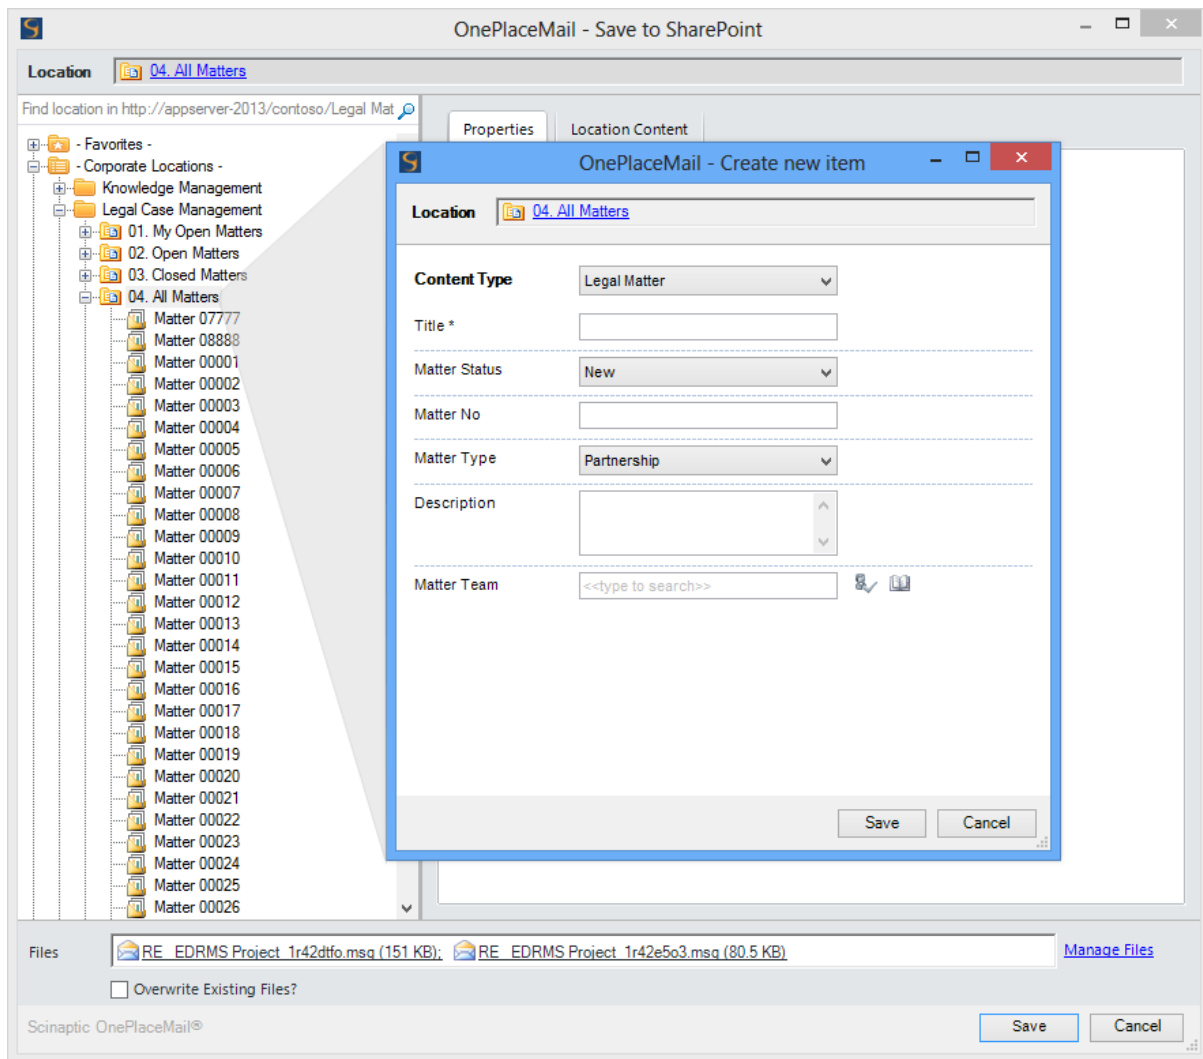 OnePlaceMail - Save to SharePoint
Location 04. All Matters
Find location in http://appserver-2013/contoso/Legal Mat
Properties Location Content
- Favorites -
- Corporate Locations -
Knowledge Management
Legal Case Management
01. My Open Matters
02. Open Matters
03. Closed Matters
04. All Matters
Matter 07777
Matter 08888
Matter 00001
Matter 00002
Matter 00003
Matter 00004
Matter 00005
Matter 00006
Matter 00007
Matter 00008
Matter 00009
Matter 00010
Matter 00011
Matter 00012
Matter 00013
Matter 00014
Matter 00015
Matter 00016
Matter 00017
Matter 00018
Matter 00019
Matter 00020
Matter 00021
Matter 00022
Matter 00023
Matter 00024
Matter 00025
Matter 00026
OnePlaceMail - Create new item
Location 04. All Matters
Content Type Legal Matter
Title *
Matter Status New
Matter No
Matter Type Partnership
Description
Matter Team <<type to search>>
Save Cancel
Files RE_ EDRMS Project_1r42dtfo.msg (151 KB); RE_ EDRMS Project_1r42e5o3.msg (80.5 KB) Manage Files
Overwrite Existing Files?
Scinaptic OnePlaceMail® Save Cancel